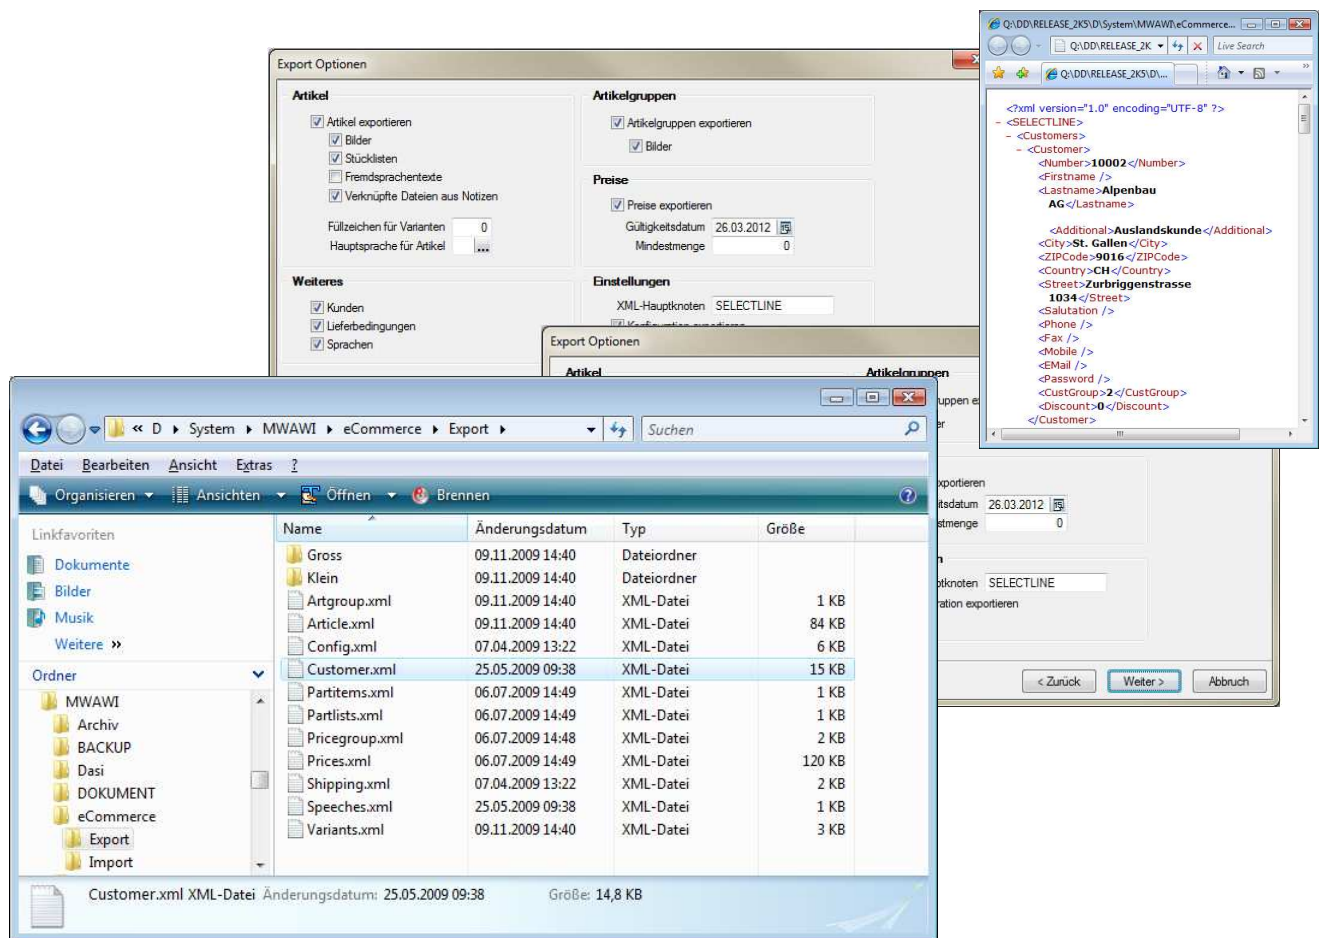 Q:\DD\RELEASE_2K5\D\System\MWAWI\eCommerce...
Q:\DD\RELEASE_2K
Live Search
Q:\DD\RELEASE_2K5\D\...
<?xml version="1.0" encoding="UTF-8" ?>
- <SELECTLINE>
- <Customers>
- <Customer>
<Number>10002</Number>
<Firstname />
<Lastname>Alpenbau
AG</Lastname>
<Additional>Auslandskunde</Additional>
<City>St. Gallen</City>
<ZIPCode>9016</ZIPCode>
<Country>CH</Country>
<Street>Zurbriggenstrasse
1034</Street>
<Salutation />
<Phone />
<Fax />
<Mobile />
<EMail />
<Password />
<CustGroup>2</CustGroup>
<Discount>0</Discount>
</Customer>
Export Optionen
Artikel
Artikel exportieren
Bilder
Stücklisten
Fremdsprachentexte
Verknüpfte Dateien aus Notizen
Füllzeichen für Varianten 0
Hauptsprache für Artikel ...
Weiteres
Kunden
Lieferbedingungen
Sprachen
Artikelgruppen
Artikelgruppen exportieren
Bilder
Preise
Preise exportieren
Gültigkeitsdatum 26.03.2012
Mindestmenge 0
Einstellungen
XML-Hauptknoten SELECTLINE
Konfiguration exportieren
Export Optionen
Artikel
Artikelgruppen
uppen e
er
exportieren
itsdatum 26.03.2012
stmenge 0
n
ptknoten SELECTLINE
ration exportieren
< Zurück
Weiter >
Abbruch
« D System MWAWI eCommerce Export
Suchen
Datei Bearbeiten Ansicht Extras ?
Organisieren Ansichten Öffnen Brennen
Linkfavoriten
Dokumente
Bilder
Musik
Weitere »
Ordner
MWAWI
Archiv
BACKUP
Dasi
DOKUMENT
eCommerce
Export
Import
Name Änderungsdatum Typ Größe
Gross 09.11.2009 14:40 Dateiordner
Klein 09.11.2009 14:40 Dateiordner
Artgroup.xml 09.11.2009 14:40 XML-Datei 1 KB
Article.xml 09.11.2009 14:40 XML-Datei 84 KB
Config.xml 07.04.2009 13:22 XML-Datei 6 KB
Customer.xml 25.05.2009 09:38 XML-Datei 15 KB
Partitems.xml 06.07.2009 14:49 XML-Datei 1 KB
Partlists.xml 06.07.2009 14:49 XML-Datei 1 KB
Pricegroup.xml 06.07.2009 14:48 XML-Datei 2 KB
Prices.xml 06.07.2009 14:49 XML-Datei 120 KB
Shipping.xml 07.04.2009 13:22 XML-Datei 2 KB
Speeches.xml 25.05.2009 09:38 XML-Datei 1 KB
Variants.xml 09.11.2009 14:40 XML-Datei 3 KB
Customer.xml XML-Datei Änderungsdatum: 25.05.2009 09:38 Größe: 14,8 KB